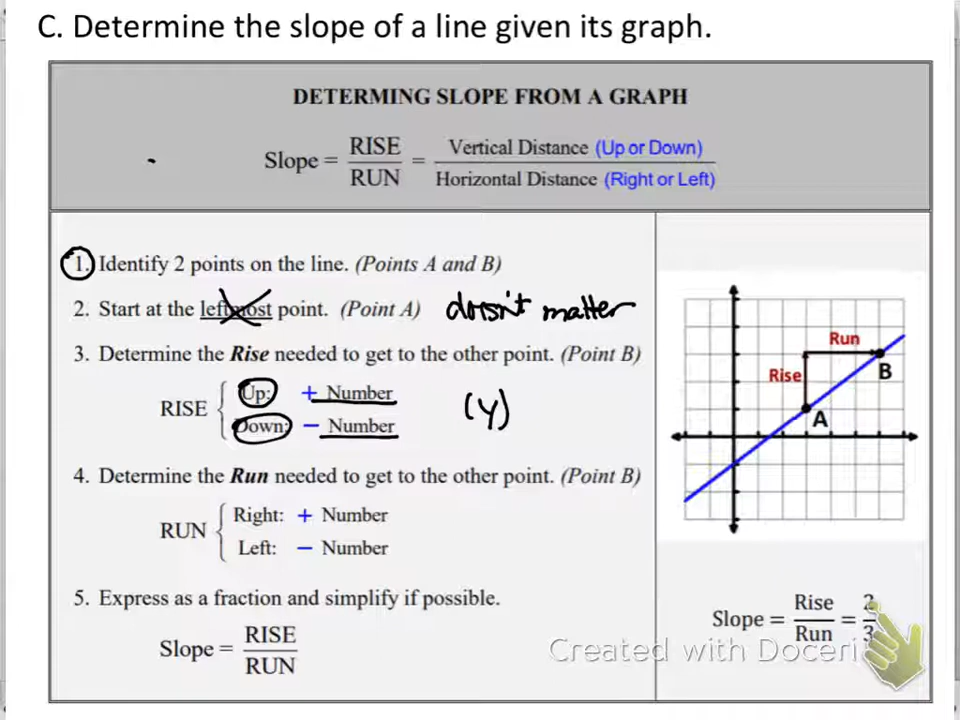 C. Determine the slope of a line given its graph.
DETERMING SLOPE FROM A GRAPH
Slope = RISE / RUN = Vertical Distance (Up or Down) / Horizontal Distance (Right or Left)
1. Identify 2 points on the line. (Points A and B)
2. Start at the leftmost point. (Point A) doesn't matter
3. Determine the Rise needed to get to the other point. (Point B)
RISE { Up: + Number
Down: − Number
(y)
4. Determine the Run needed to get to the other point. (Point B)
RUN { Right: + Number
Left: − Number
5. Express as a fraction and simplify if possible.
Slope = RISE / RUN
Run
Rise
B
A
Slope = Rise / Run = 2 / 3
Created with Doceri